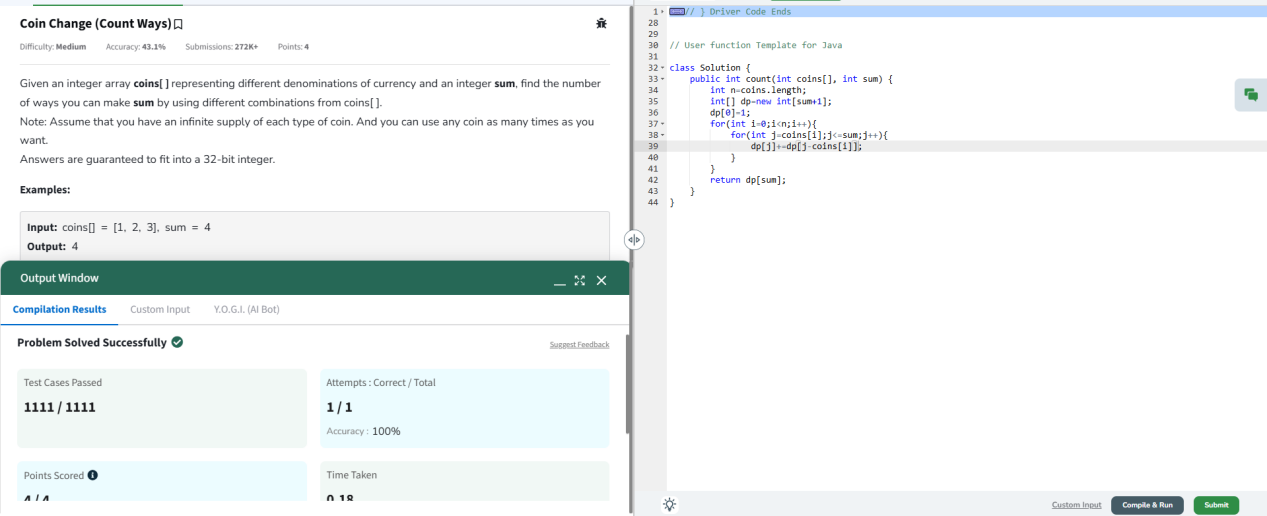 Coin Change (Count Ways)
Difficulty: Medium Accuracy: 43.1% Submissions: 272K+ Points: 4
Given an integer array coins[ ] representing different denominations of currency and an integer sum, find the number
of ways you can make sum by using different combinations from coins[ ].
Note: Assume that you have an infinite supply of each type of coin. And you can use any coin as many times as you
want.
Answers are guaranteed to fit into a 32-bit integer.
Examples:
Input: coins[] = [1, 2, 3], sum = 4
Output: 4
Output Window
Compilation Results Custom Input Y.O.G.I. (AI Bot)
Problem Solved Successfully
Suggest Feedback
Test Cases Passed
1111 / 1111
Attempts : Correct / Total
1 / 1
Accuracy : 100%
Points Scored
4 / 4
Time Taken
0.18
1 // } Driver Code Ends
28
29
30 // User function Template for Java
31
32 class Solution {
33 public int count(int coins[], int sum) {
34 int n=coins.length;
35 int[] dp=new int[sum+1];
36 dp[0]=1;
37 for(int i=0;i<n;i++){
38 for(int j=coins[i];j<=sum;j++){
39 dp[j]+=dp[j-coins[i]];
40 }
41 }
42 return dp[sum];
43 }
44 }
Custom Input Compile & Run Submit